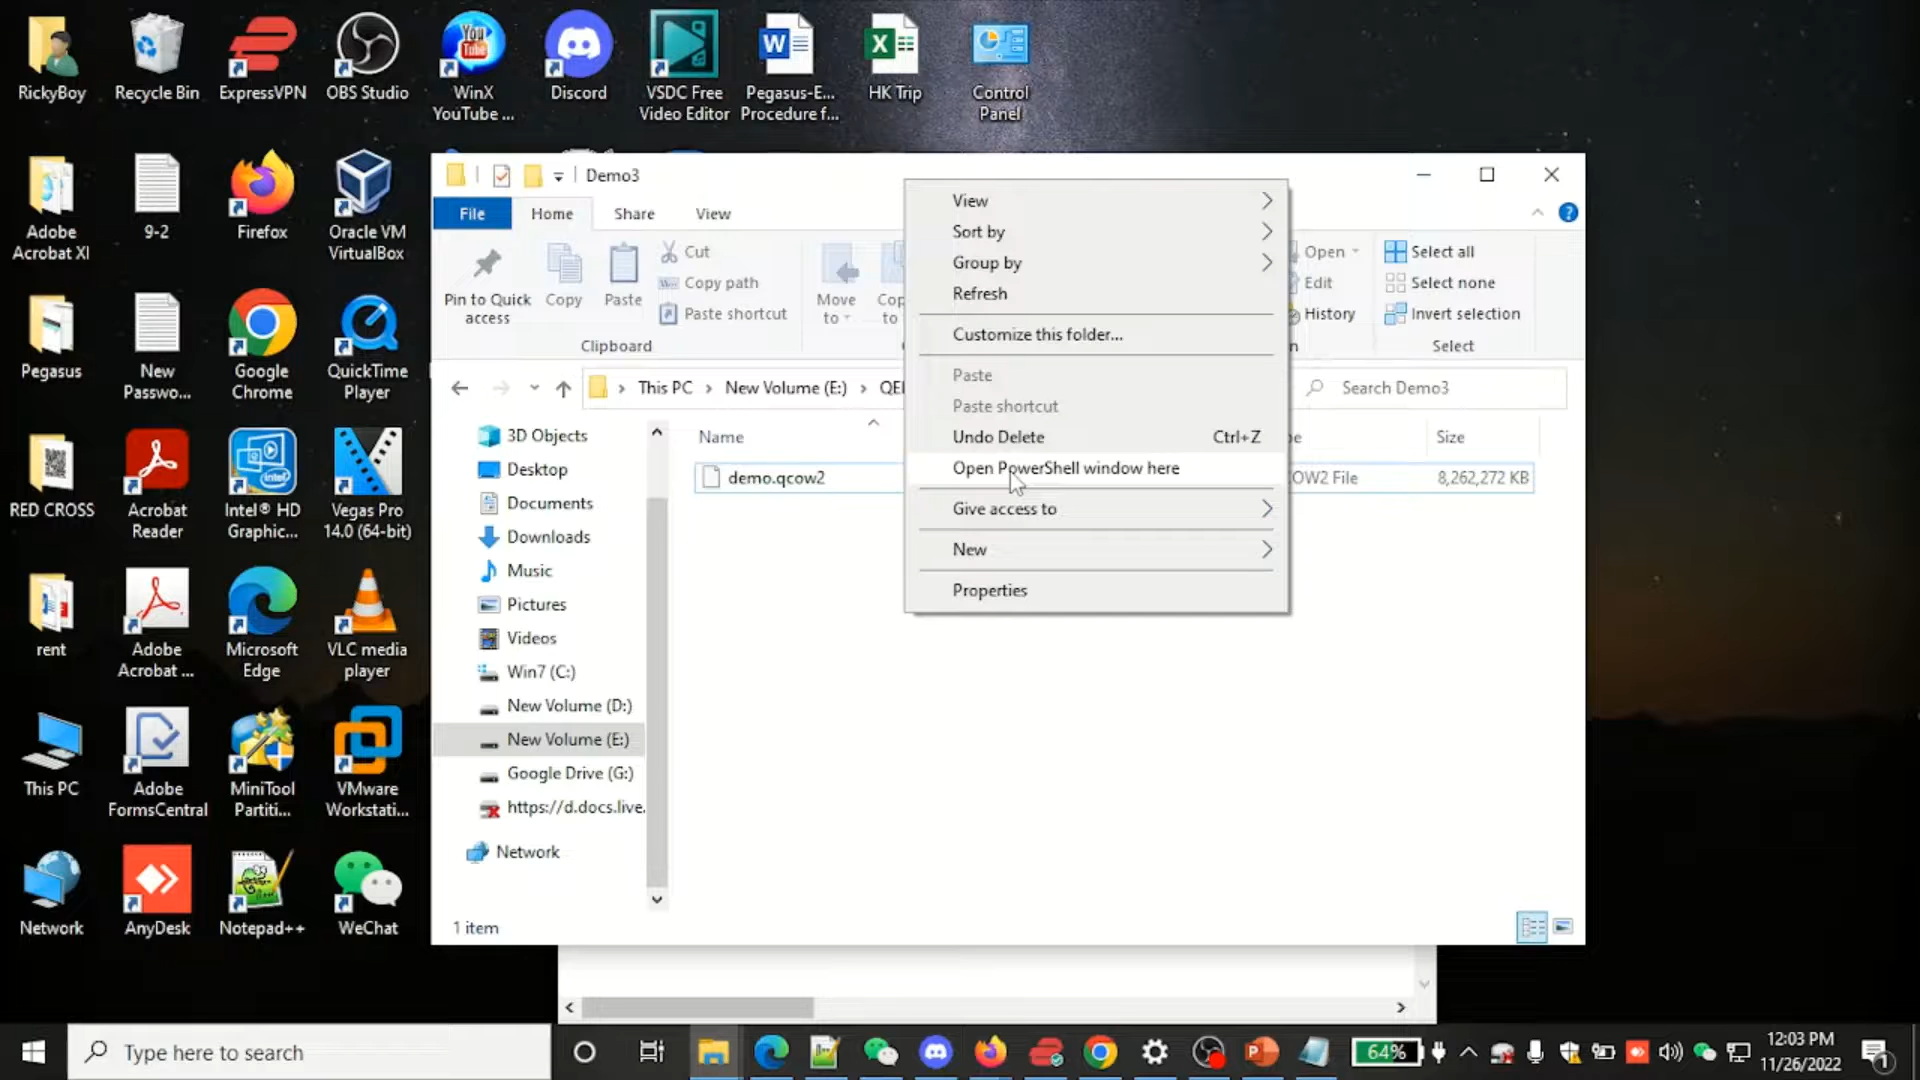 RickyBoy
Recycle Bin
ExpressVPN
OBS Studio
WinX
YouTube ...
Discord
VSDC Free
Video Editor
Pegasus-E...
Procedure f...
HK Trip
Control
Panel
Adobe
Acrobat XI
9-2
Firefox
Oracle VM
VirtualBox
Pegasus
New
Passwo...
Google
Chrome
QuickTime
Player
RED CROSS
Acrobat
Reader
Intel® HD
Graphic...
Vegas Pro
14.0 (64-bit)
rent
Adobe
Acrobat ...
Microsoft
Edge
VLC media
player
This PC
Adobe
FormsCentral
MiniTool
Partiti...
VMware
Workstati...
Network
AnyDesk
Notepad++
WeChat
Demo3
File
Home
Share
View
Pin to Quick
access
Copy
Paste
Cut
Copy path
Paste shortcut
Clipboard
Move
to
Cop
to
Open
Edit
History
Select all
Select none
Invert selection
Select
This PC
New Volume (E:)
Search Demo3
3D Objects
Desktop
Documents
Downloads
Music
Pictures
Videos
Win7 (C:)
New Volume (D:)
New Volume (E:)
Google Drive (G:)
https://d.docs.live.
Network
Name
Size
demo.qcow2
OW2 File
8,262,272 KB
View
Sort by
Group by
Refresh
Customize this folder...
Paste
Paste shortcut
Undo Delete Ctrl+Z
Open PowerShell window here
Give access to
New
Properties
1 item
Type here to search
64%
12:03 PM
11/26/2022
1